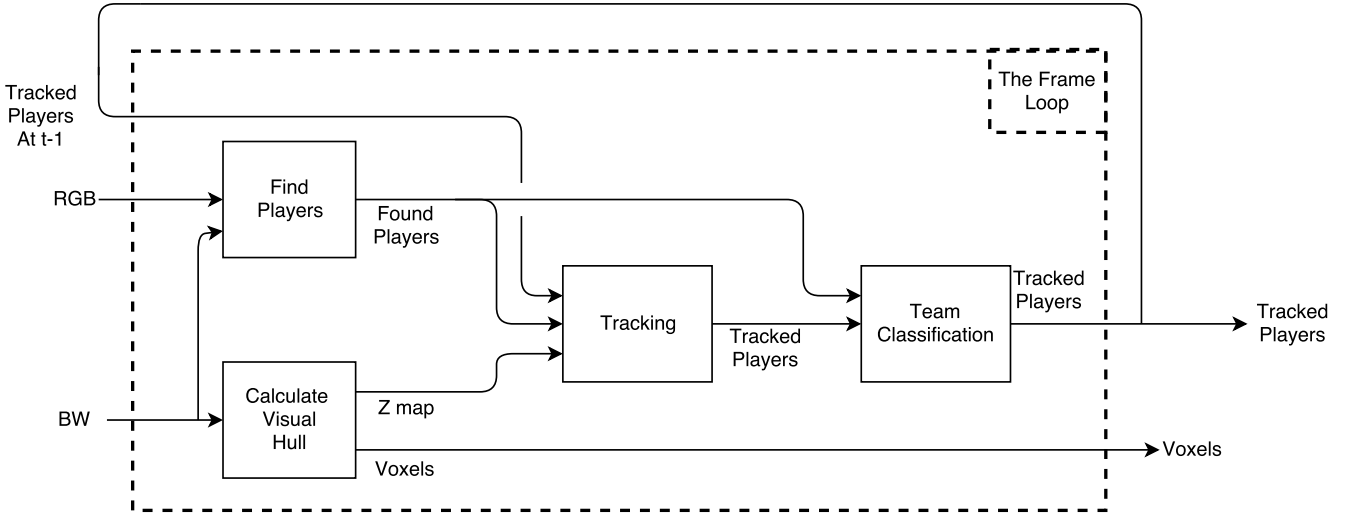 The Frame
Loop
Tracked
Players
At t-1
RGB
Find
Players
Found
Players
Tracking
Tracked
Players
Team
Classification
Tracked
Players
Tracked
Players
BW
Calculate
Visual
Hull
Z map
Voxels
Voxels